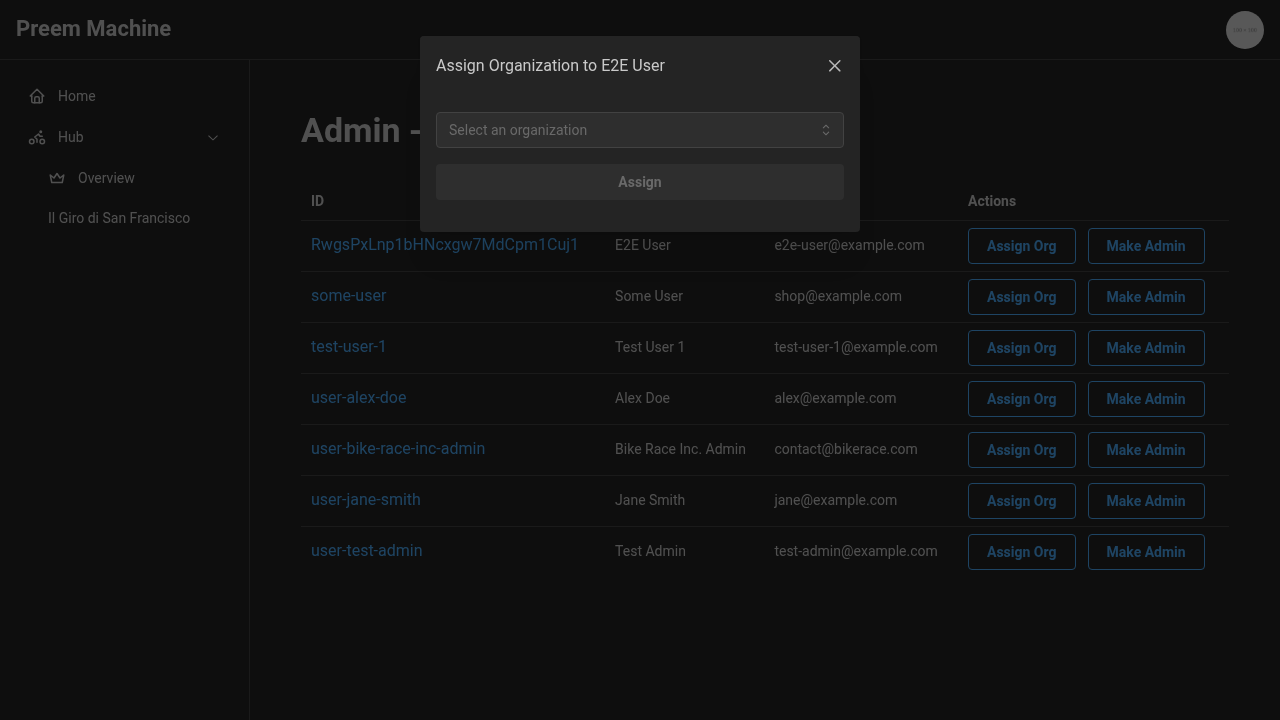 Preem Machine
Assign Organization to E2E User
Home
Select an organization
Admin -
Hub
Overview
Assign
ID
Actions
Il Giro di San Francisco
RwgsPxLnp1bHNcxgw7MdCpm1Cuj1 E2E User e2e-user@example.com Assign Org Make Admin
some-user Some User shop@example.com Assign Org Make Admin
test-user-1 Test User 1 test-user-1@example.com Assign Org Make Admin
user-alex-doe Alex Doe alex@example.com Assign Org Make Admin
user-bike-race-inc-admin Bike Race Inc. Admin contact@bikerace.com Assign Org Make Admin
user-jane-smith Jane Smith jane@example.com Assign Org Make Admin
user-test-admin Test Admin test-admin@example.com Assign Org Make Admin